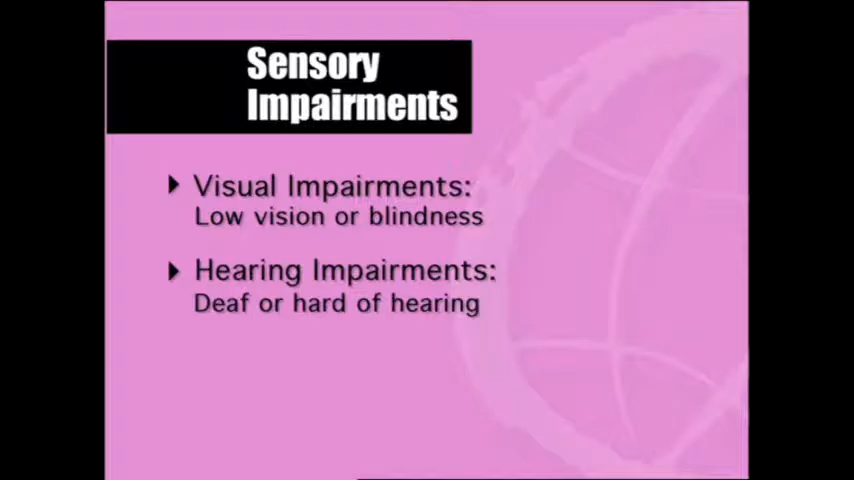 Sensory
Impairments
Visual Impairments:
Low vision or blindness
Hearing Impairments:
Deaf or hard of hearing